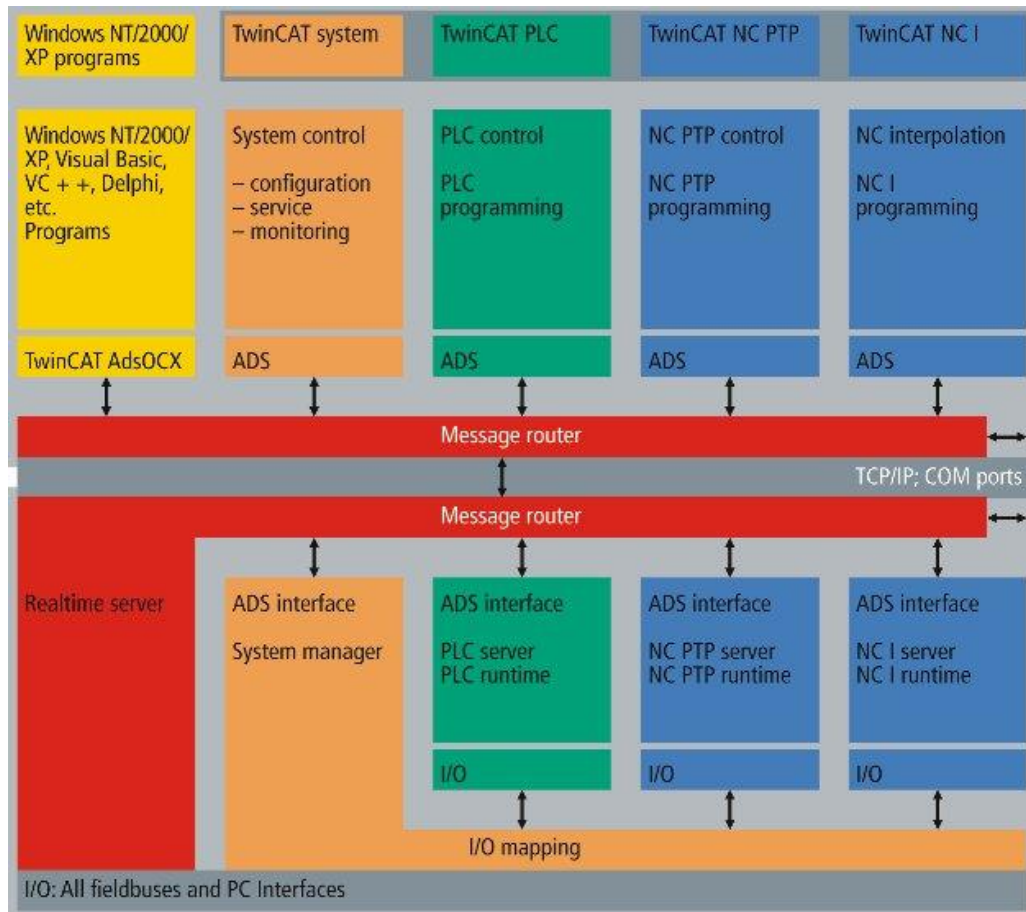 Windows NT/2000/
XP programs
TwinCAT system
TwinCAT PLC
TwinCAT NC PTP
TwinCAT NC I
Windows NT/2000/
XP, Visual Basic,
VC + +, Delphi,
etc.
Programs
System control
– configuration
– service
– monitoring
PLC control
PLC
programming
NC PTP control
NC PTP
programming
NC interpolation
NC I
programming
TwinCAT AdsOCX
ADS
ADS
ADS
ADS
Message router
TCP/IP; COM ports
Message router
Realtime server
ADS interface
System manager
ADS interface
PLC server
PLC runtime
ADS interface
NC PTP server
NC PTP runtime
ADS interface
NC I server
NC I runtime
I/O
I/O
I/O
I/O mapping
I/O: All fieldbuses and PC Interfaces